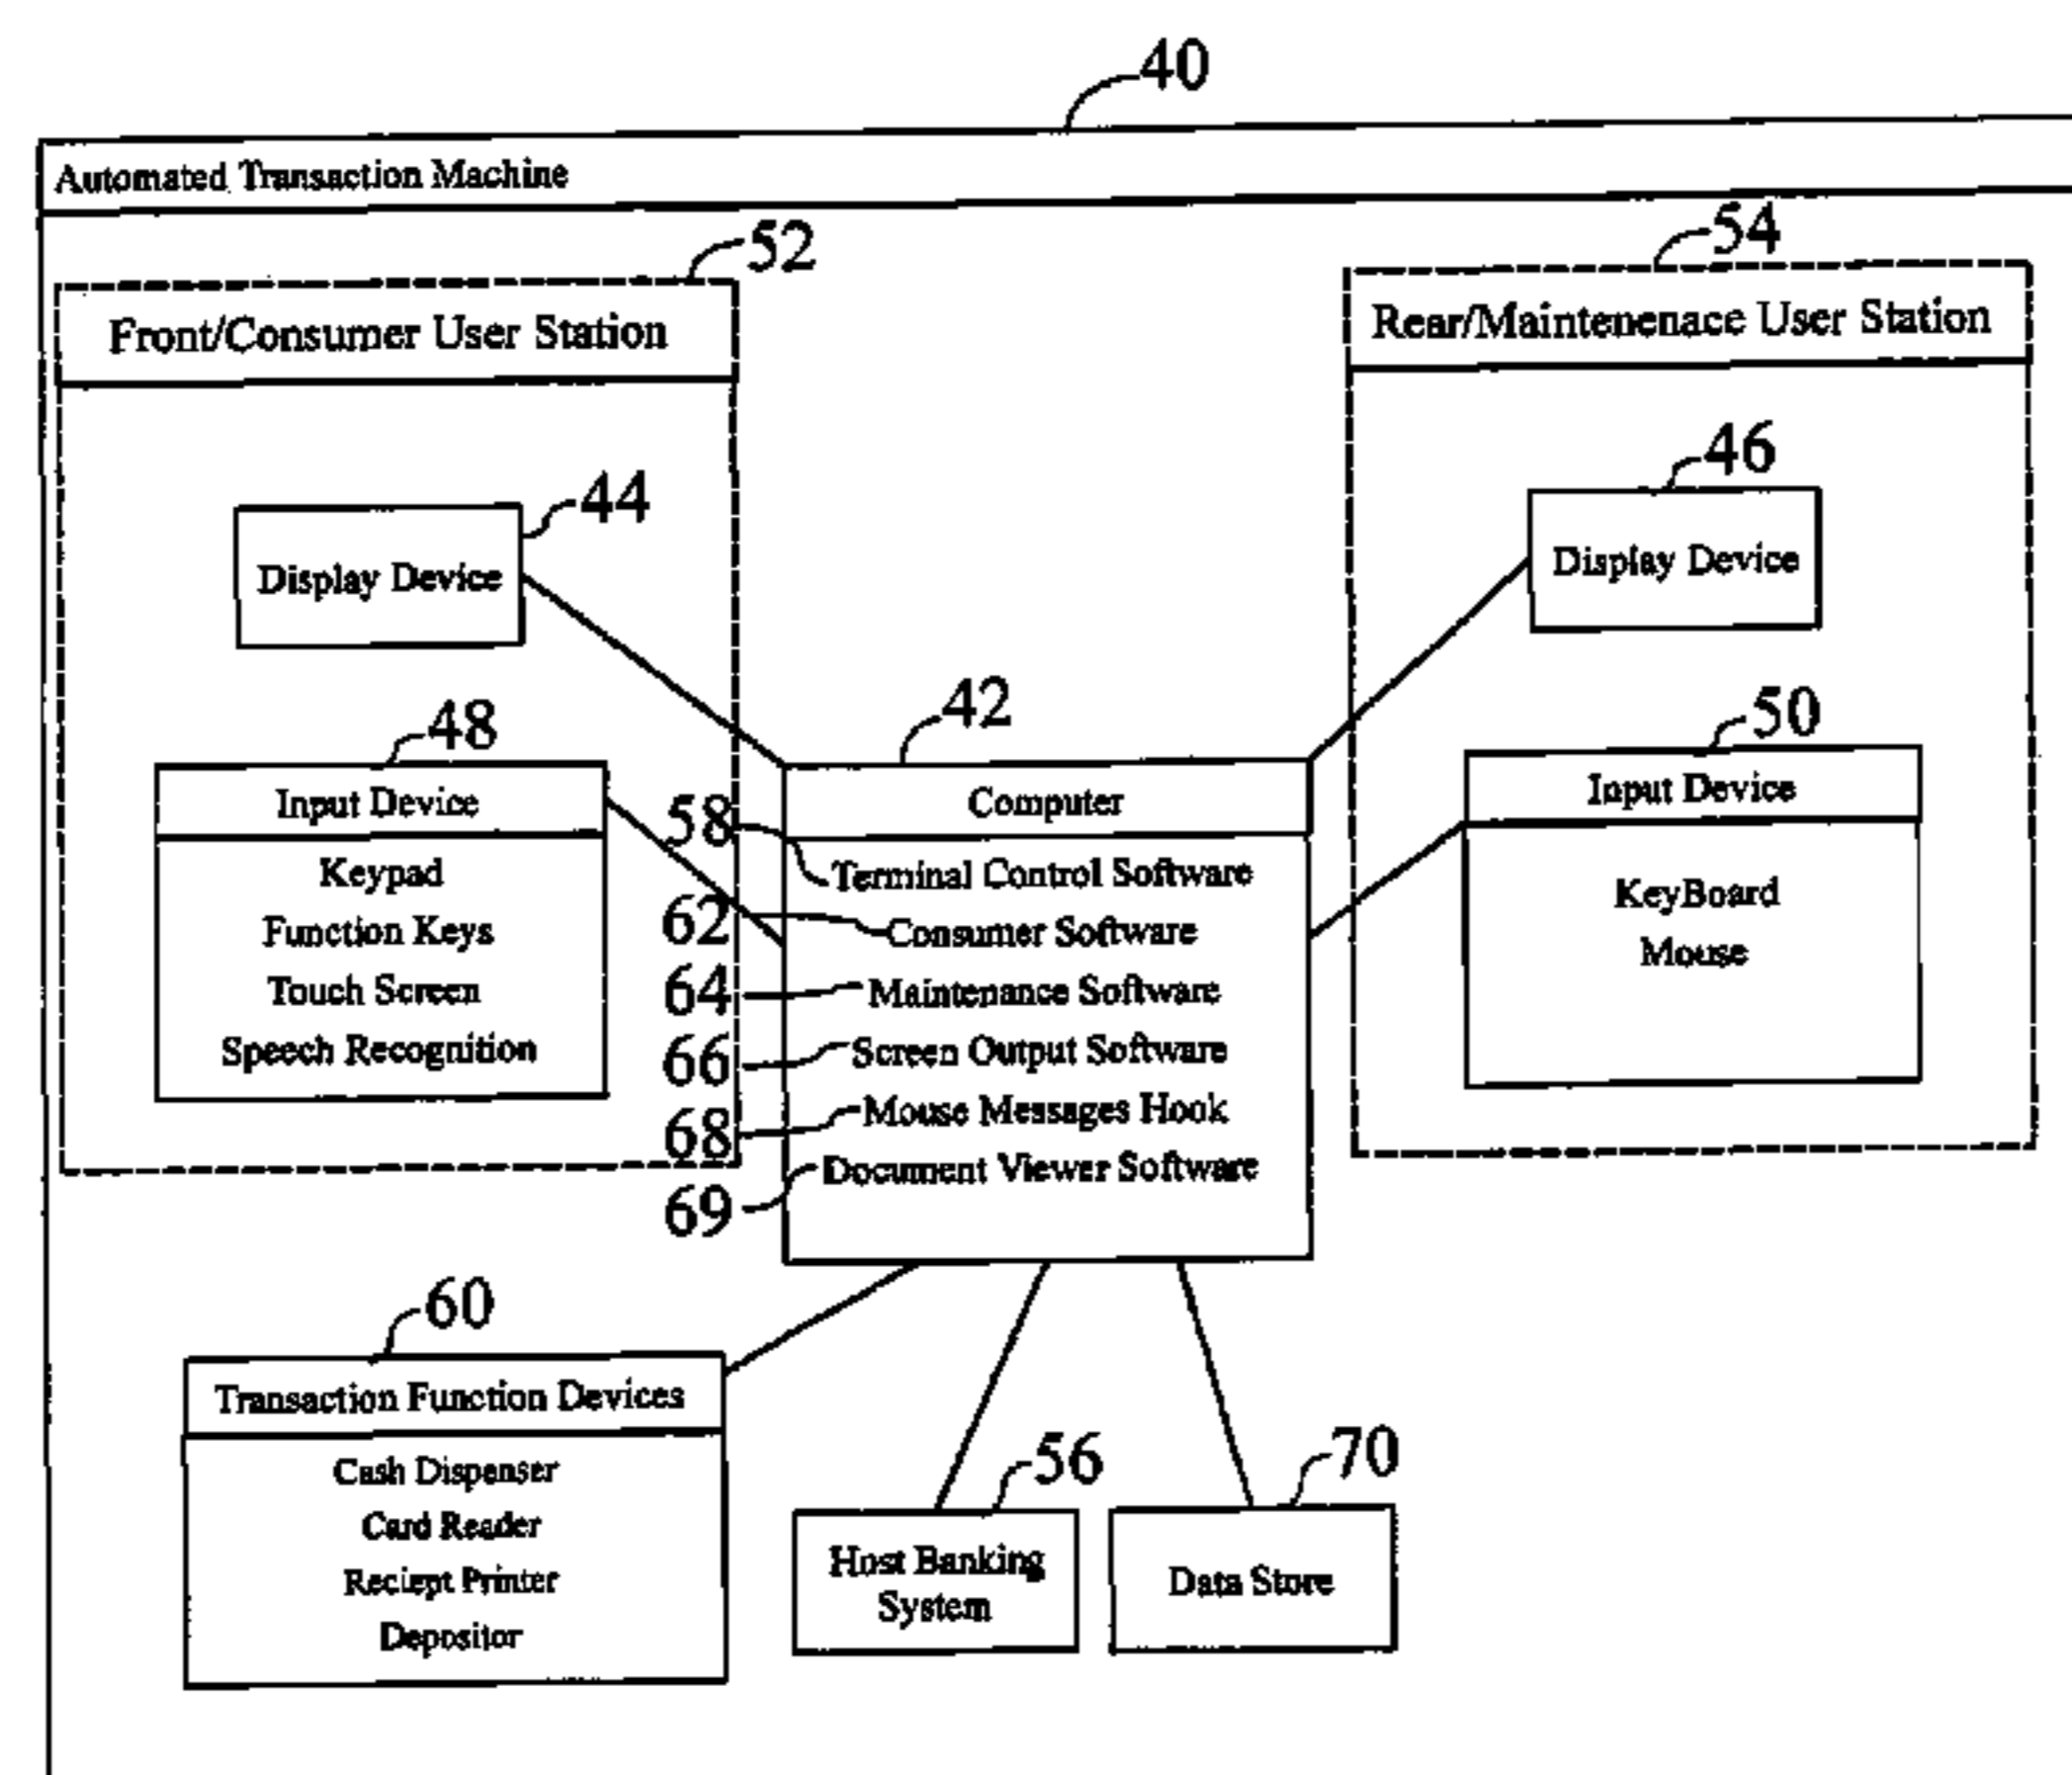 40
Automated Transaction Machine
52
54
Front/Consumer User Station
Rear/Maintenenace User Station
44
Display Device
46
Display Device
48
Input Device
Keypad
Function Keys
Touch Screen
Speech Recognition
42
Computer
58
Terminal Control Software
62
Consumer Software
64
Maintenance Software
66
Screen Output Software
68
Mouse Messages Hook
69
Document Viewer Software
50
Input Device
KeyBoard
Mouse
60
Transaction Function Devices
Cash Dispenser
Card Reader
Reciept Printer
Depositor
56
Host Banking
System
70
Data Store